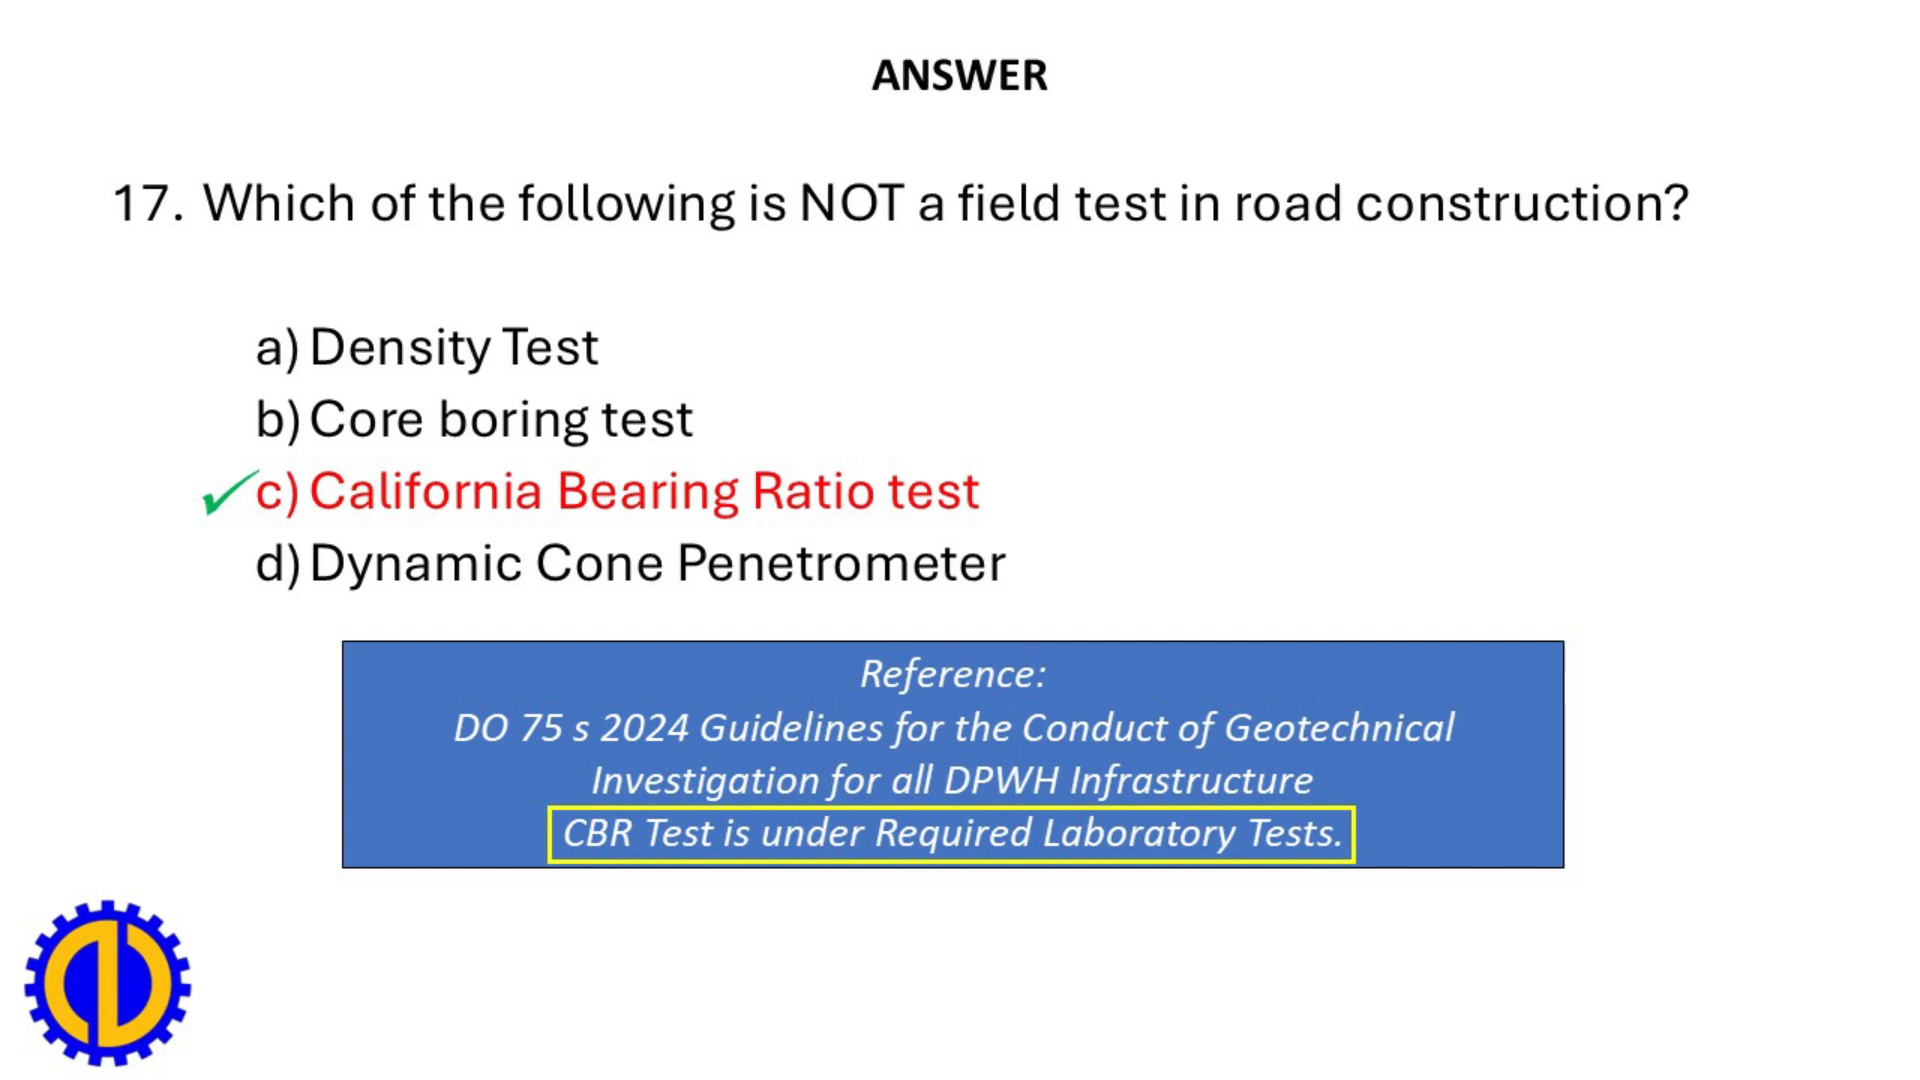 ANSWER
17. Which of the following is NOT a field test in road construction?
a) Density Test
b) Core boring test
c) California Bearing Ratio test
d) Dynamic Cone Penetrometer
Reference:
DO 75 s 2024 Guidelines for the Conduct of Geotechnical
Investigation for all DPWH Infrastructure
CBR Test is under Required Laboratory Tests.